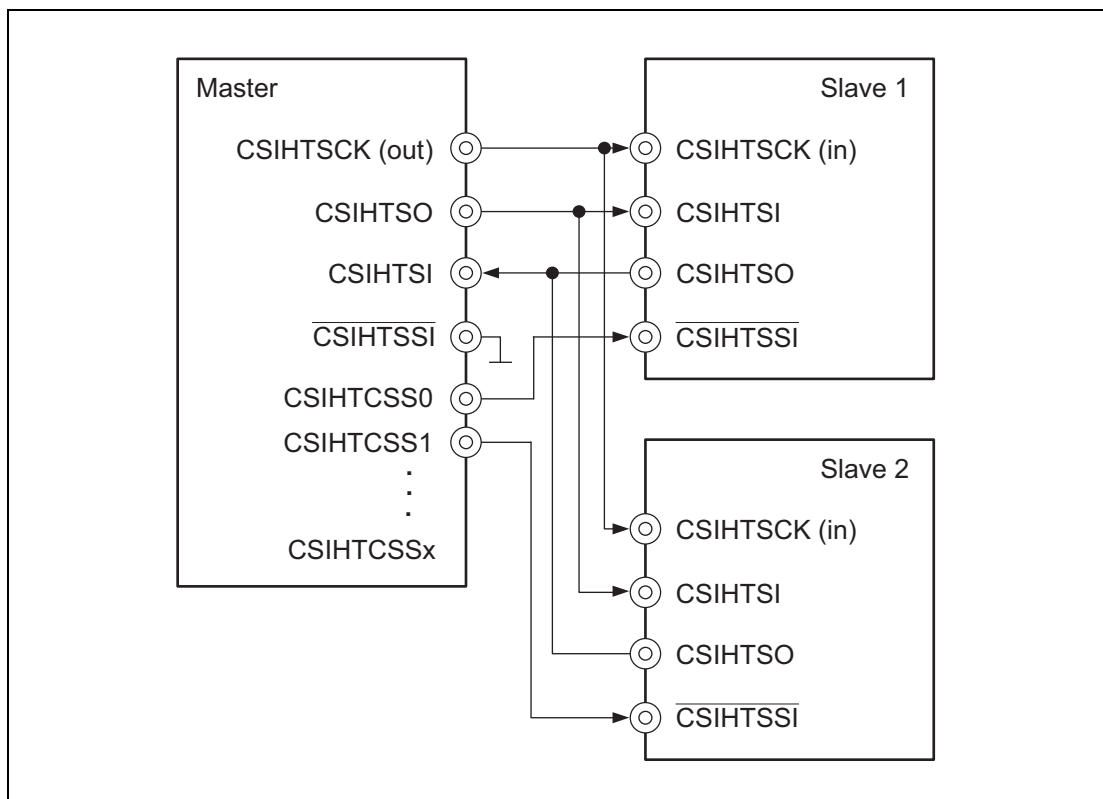 Master
CSIHTSCK (out)
CSIHTSO
CSIHTSI
CSIHTSSI
CSIHTCSS0
CSIHTCSS1
.
.
.
CSIHTCSSx
Slave 1
CSIHTSCK (in)
CSIHTSI
CSIHTSO
CSIHTSSI
Slave 2
CSIHTSCK (in)
CSIHTSI
CSIHTSO
CSIHTSSI